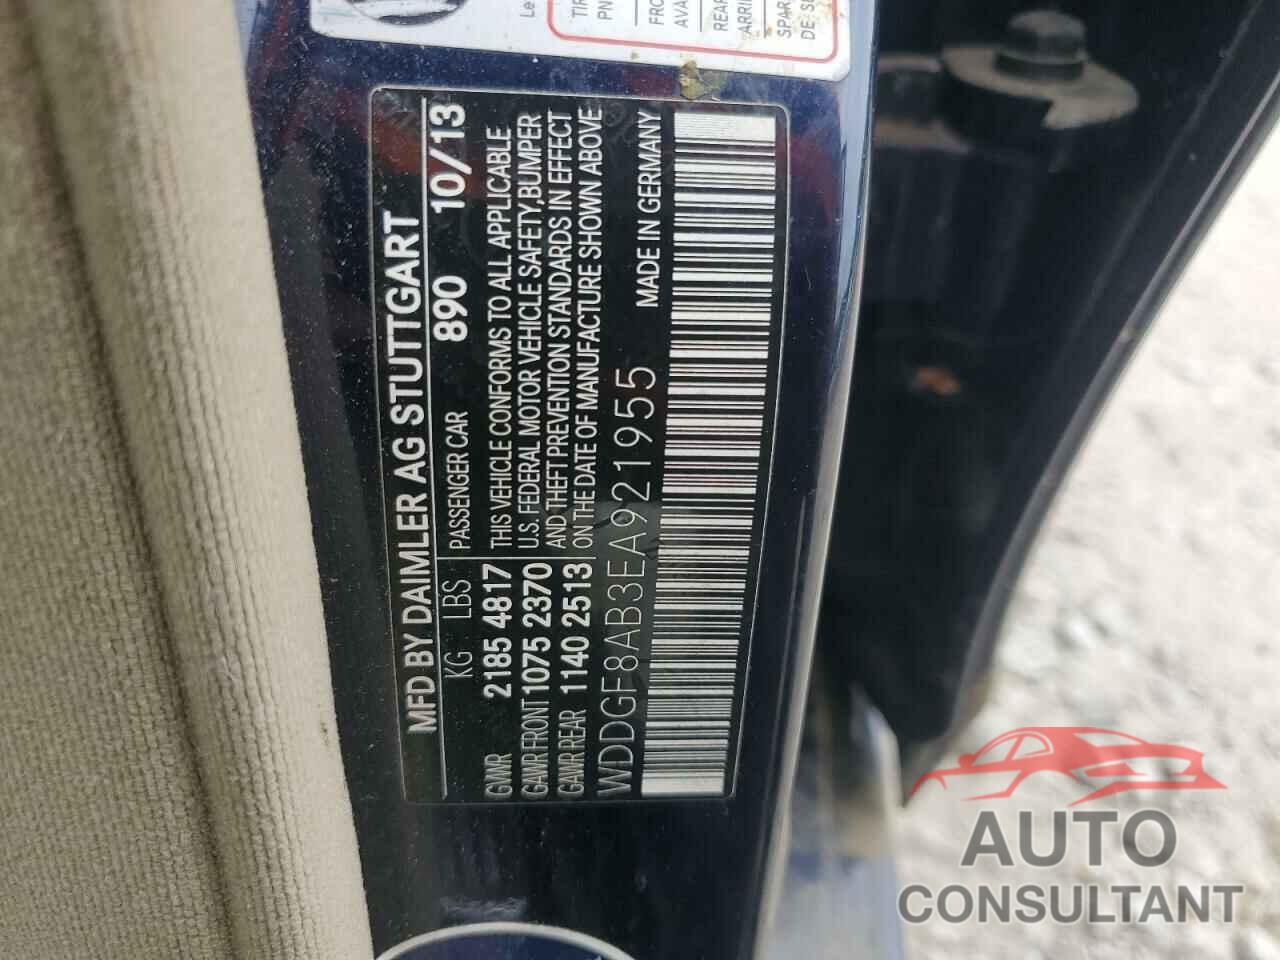 MFD BY DAIMLER AG STUTTGART
KG LBS PASSENGER CAR 890 10/13
GVWR 2185 4817 THIS VEHICLE CONFORMS TO ALL APPLICABLE
GAWR FRONT 1075 2370 U.S. FEDERAL MOTOR VEHICLE SAFETY,BUMPER
AND THEFT PREVENTION STANDARDS IN EFFECT
GAWR REAR 1140 2513 ON THE DATE OF MANUFACTURE SHOWN ABOVE
WDDGF8AB3EA921955 MADE IN GERMANY
AUTO
CONSULTANT